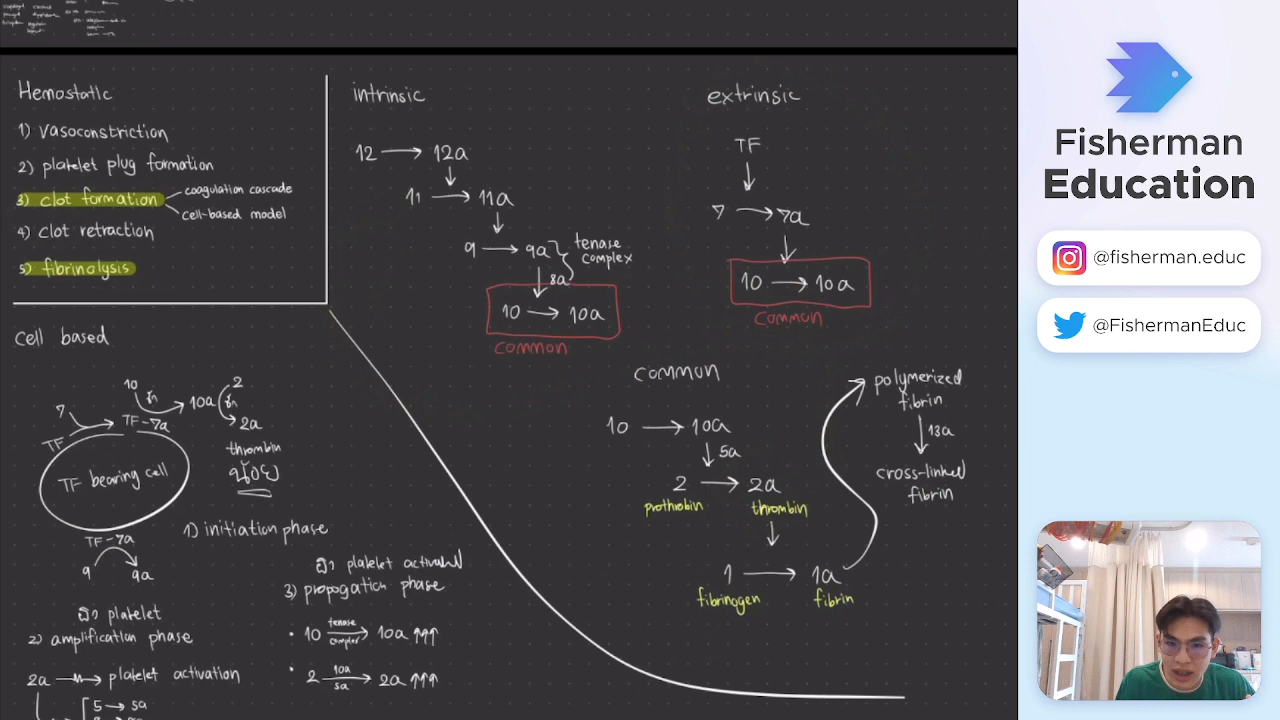 Hemostatic
1) vasoconstriction
2) platelet plug formation
3) clot formation
coagulation cascade
cell-based model
4) clot retraction
5) fibrinalysis
intrinsic
12 → 12a
11 → 11a
9 → 9a
tenase
complex
8a
10 → 10a
common
extrinsic
TF
7 → 7a
10 → 10a
common
common
10 → 10a
5a
2 → 2a
prothrobin
thrombin
1 → 1a
fibrinogen
fibrin
polymerized
fibrin
13a
cross-linked
fibrin
cell based
10
2
7
10a
TF
TF-7a
2a
thrombin
TF bearing cell
TF-7a
9
9a
1) initiation phase
platelet
2) amplification phase
2a → platelet activation
5 → 5a
platelet activated
3) propogation phase
• 10 tenase complex → 10a ↑↑↑
• 2 10a 5a → 2a ↑↑↑
Fisherman
Education
@fisherman.educ
@FishermanEduc